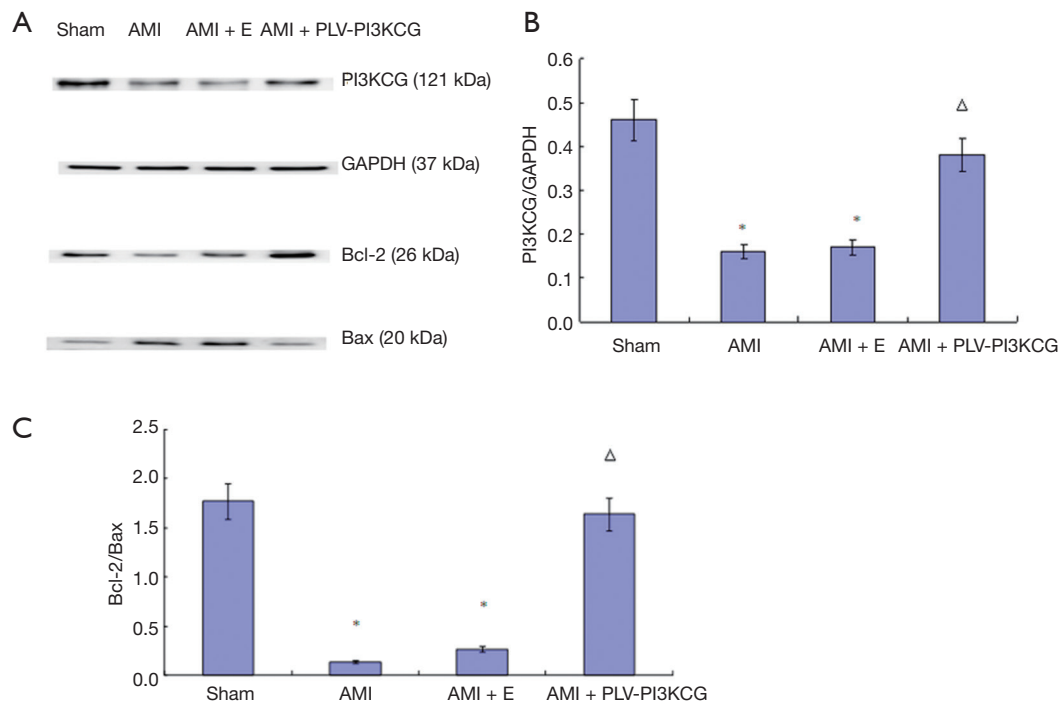 A
Sham AMI AMI + E AMI + PLV-PI3KCG
PI3KCG (121 kDa)
GAPDH (37 kDa)
Bcl-2 (26 kDa)
Bax (20 kDa)
B
PI3KCG/GAPDH
0.6
0.5
0.4
0.3
0.2
0.1
0.0
* * Δ
Sham AMI AMI + E AMI + PLV-PI3KCG
C
Bcl-2/Bax
2.5
2.0
1.5
1.0
0.5
0.0
* * Δ
Sham AMI AMI + E AMI + PLV-PI3KCG